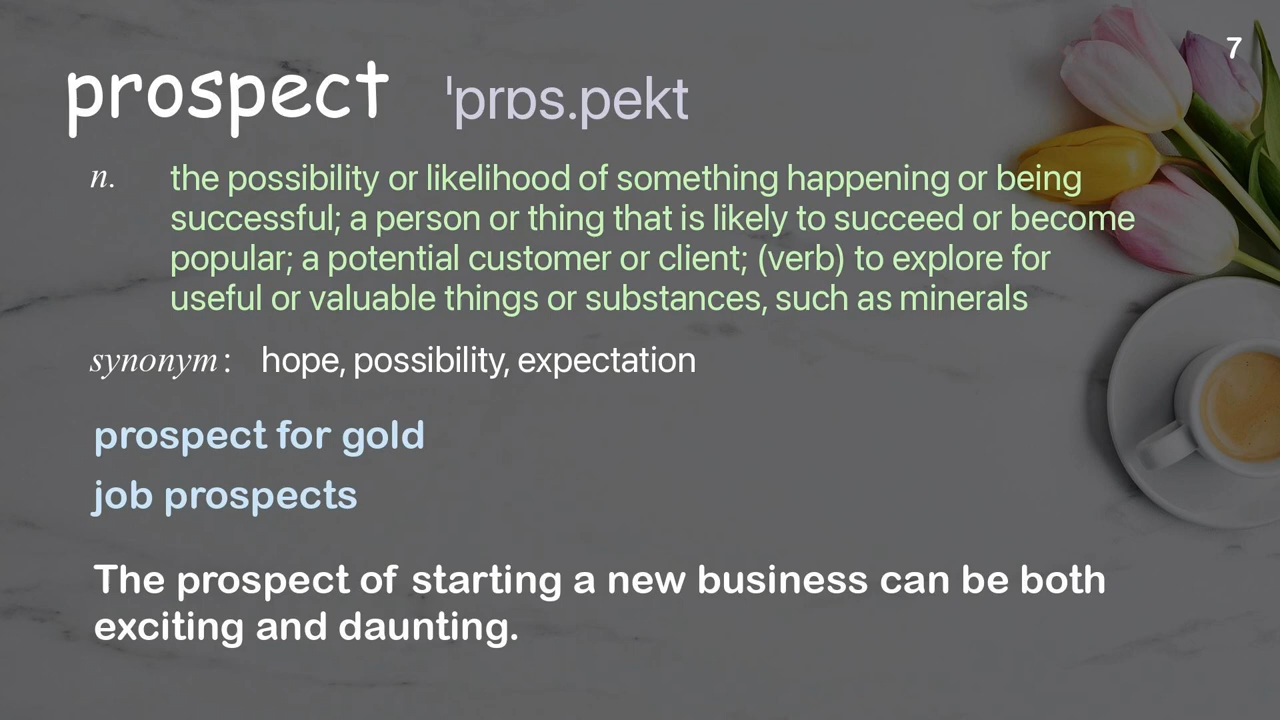 7
prospect ˈprɒs.pekt
n. the possibility or likelihood of something happening or being
successful; a person or thing that is likely to succeed or become
popular; a potential customer or client; (verb) to explore for
useful or valuable things or substances, such as minerals
synonym: hope, possibility, expectation
prospect for gold
job prospects
The prospect of starting a new business can be both
exciting and daunting.